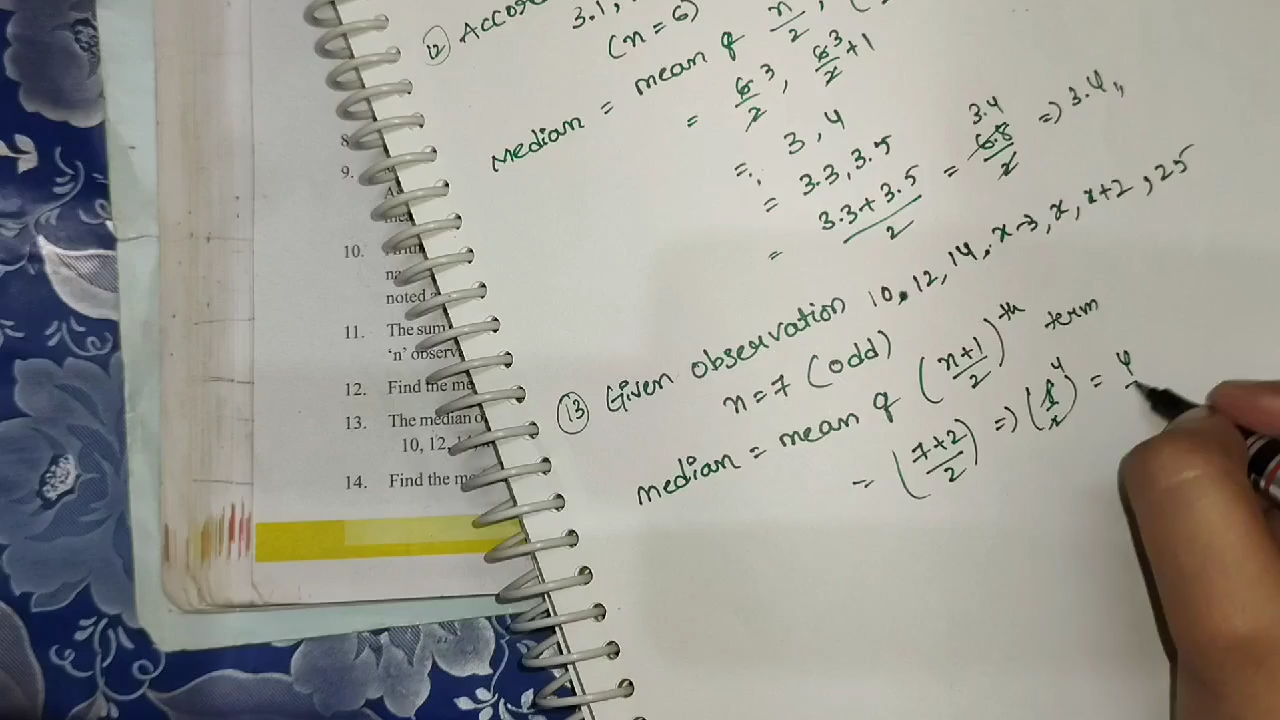 8
9.
10.
noted
11. The sum
'n' observ
12. Find the me
13. The median o
10, 12,
14. Find the me
12
3.1,
(n=6)
Median = mean of n/2,
= 6/2 3, 6/2 3 +1
= 3, 4
= 3.3, 3.5
= 3.3+3.5/2 = 6.8/2 3.4 => 3.4,,
13 Given observation 10, 12, 14, x-3, x, x+2, 25
n=7 (odd)
median = mean of (n+1/2)th term
= (7+2/2) => (8/2 4) = 4